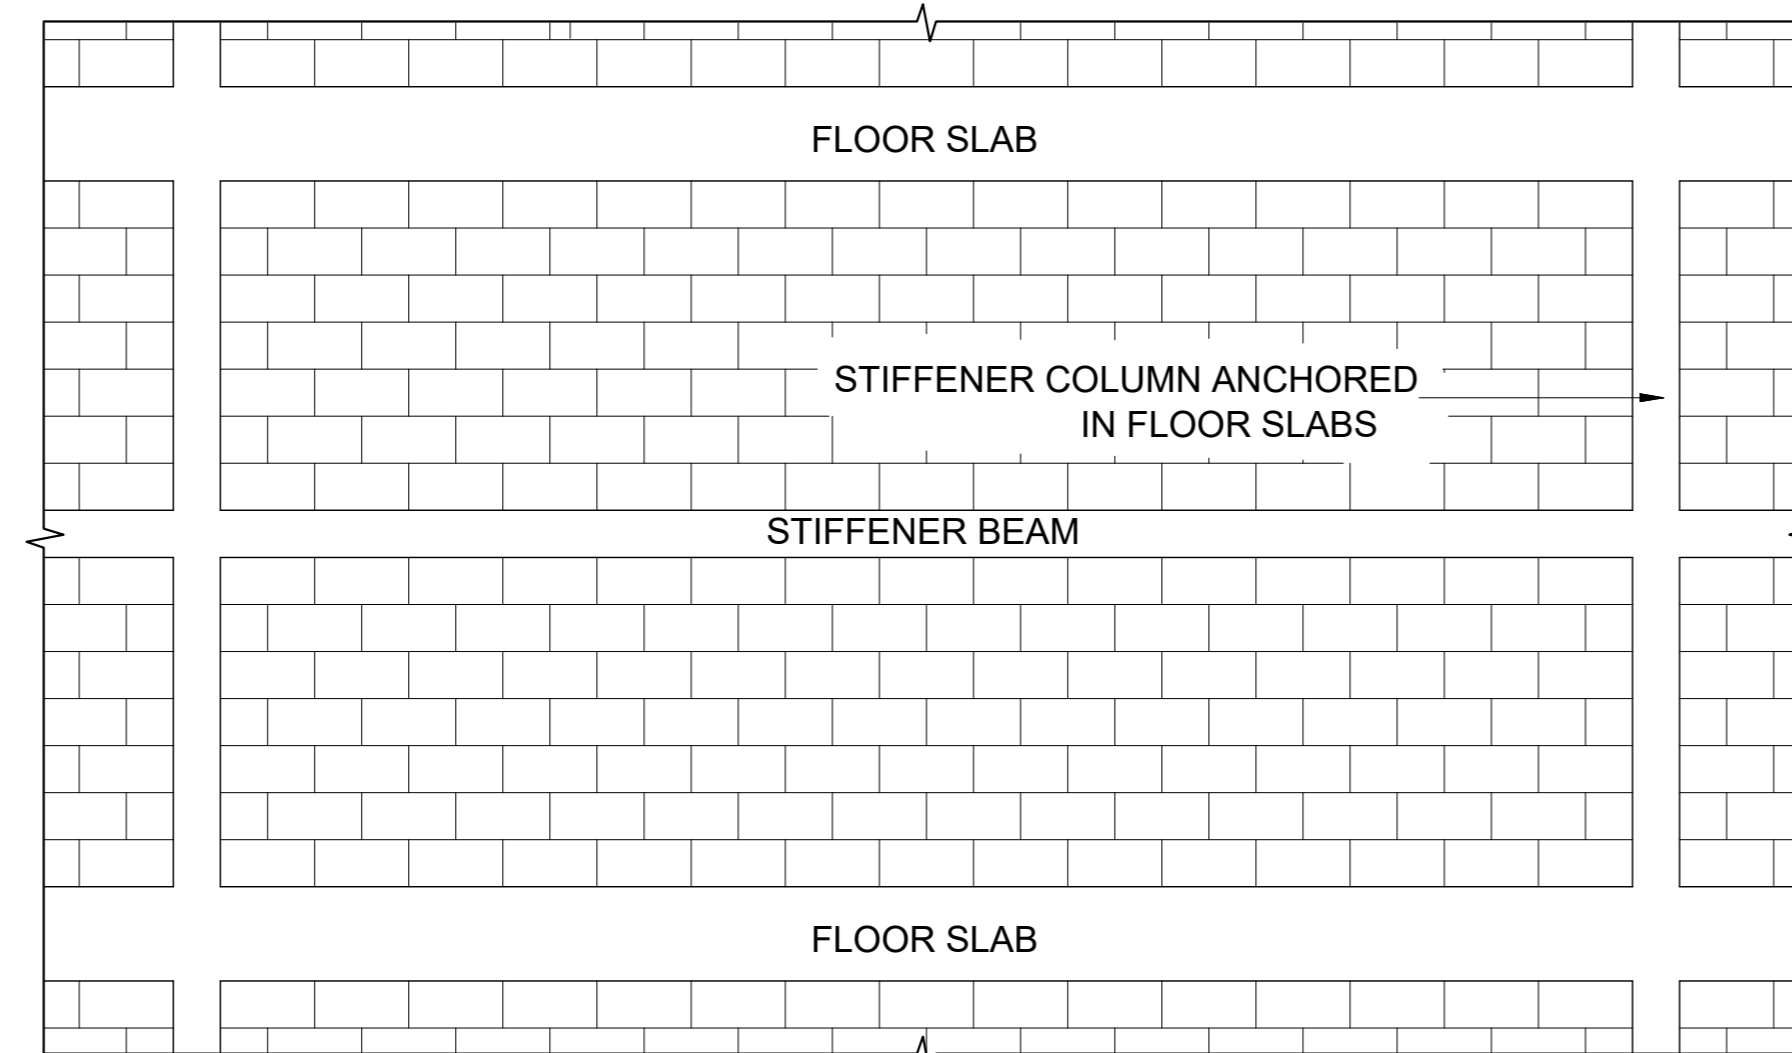 FLOOR SLAB
STIFFENER COLUMN ANCHORED
IN FLOOR SLABS
STIFFENER BEAM
FLOOR SLAB